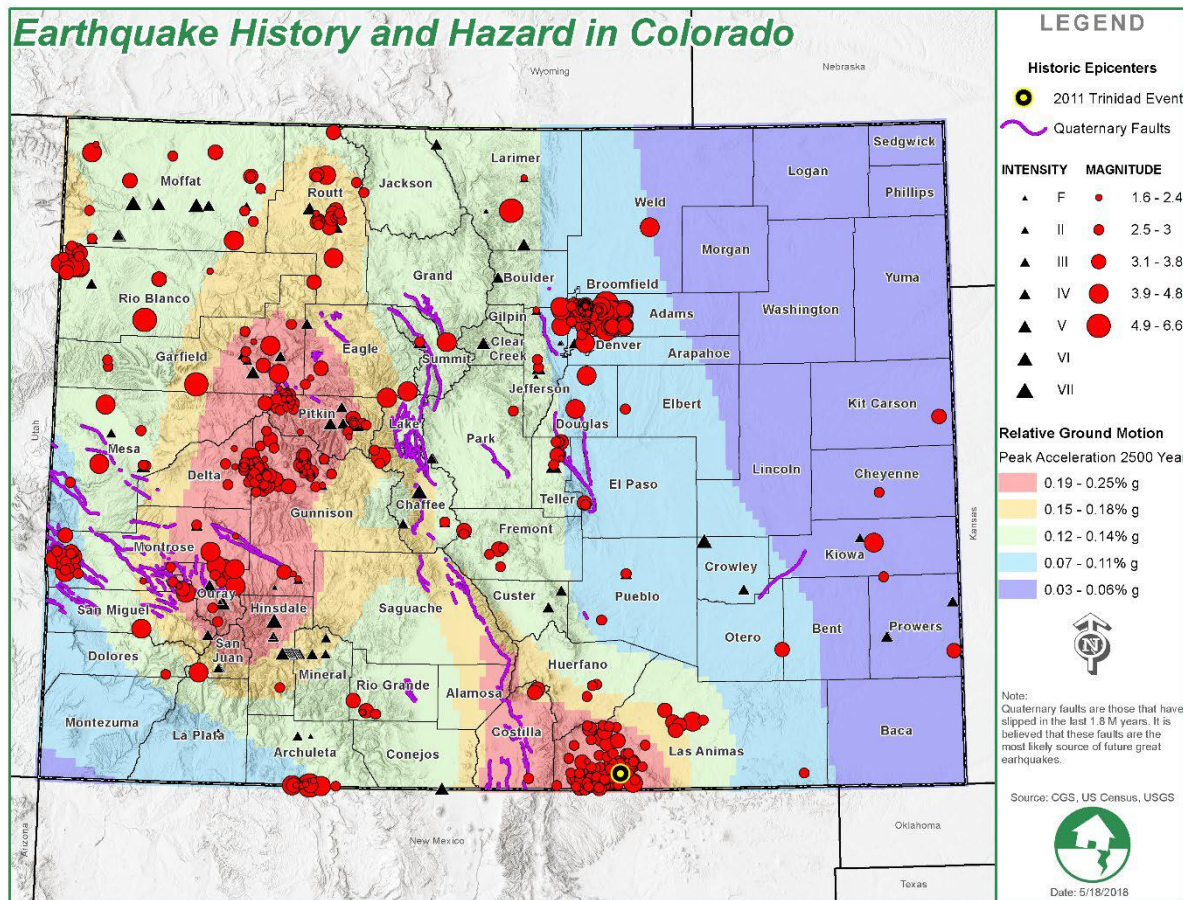 Earthquake History and Hazard in Colorado
Wyoming
Nebraska
Utah
Kansas
Arizona
New Mexico
Oklahoma
Texas
Moffat
Routt
Jackson
Larimer
Weld
Logan
Sedgwick
Phillips
Morgan
Yuma
Washington
Rio Blanco
Grand
Boulder
Broomfield
Gilpin
Adams
Clear
Creek
Denver
Arapahoe
Garfield
Eagle
Summit
Jefferson
Douglas
Elbert
Kit Carson
Pitkin
Lake
Park
Mesa
Delta
Gunnison
Chaffee
Teller
El Paso
Lincoln
Cheyenne
Montrose
Fremont
Crowley
Kiowa
Ouray
Saguache
Custer
Pueblo
San Miguel
Hinsdale
Otero
Bent
Prowers
Dolores
San
Juan
Mineral
Rio Grande
Alamosa
Huerfano
Montezuma
La Plata
Archuleta
Conejos
Costilla
Las Animas
Baca
LEGEND
Historic Epicenters
2011 Trinidad Event
Quaternary Faults
INTENSITY MAGNITUDE
F 1.6 - 2.4
II 2.5 - 3
III 3.1 - 3.8
IV 3.9 - 4.8
V 4.9 - 6.6
VI
VII
Relative Ground Motion
Peak Acceleration 2500 Year
0.19 - 0.25% g
0.15 - 0.18% g
0.12 - 0.14% g
0.07 - 0.11% g
0.03 - 0.06% g
N
Note:
Quaternary faults are those that have
slipped in the last 1.8 M years. It is
believed that these faults are the
most likely source of future great
earthquakes.
Source: CGS, US Census, USGS
Date: 5/18/2018